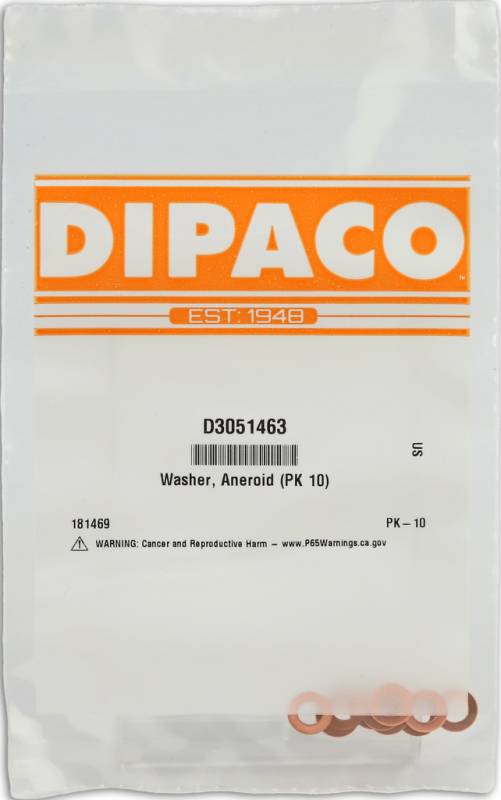 DIPACO
™
EST: 1948
D3051463
US
Washer, Aneroid (PK 10)
181469 PK-10
WARNING: Cancer and Reproductive Harm - www.P65Warnings.ca.gov